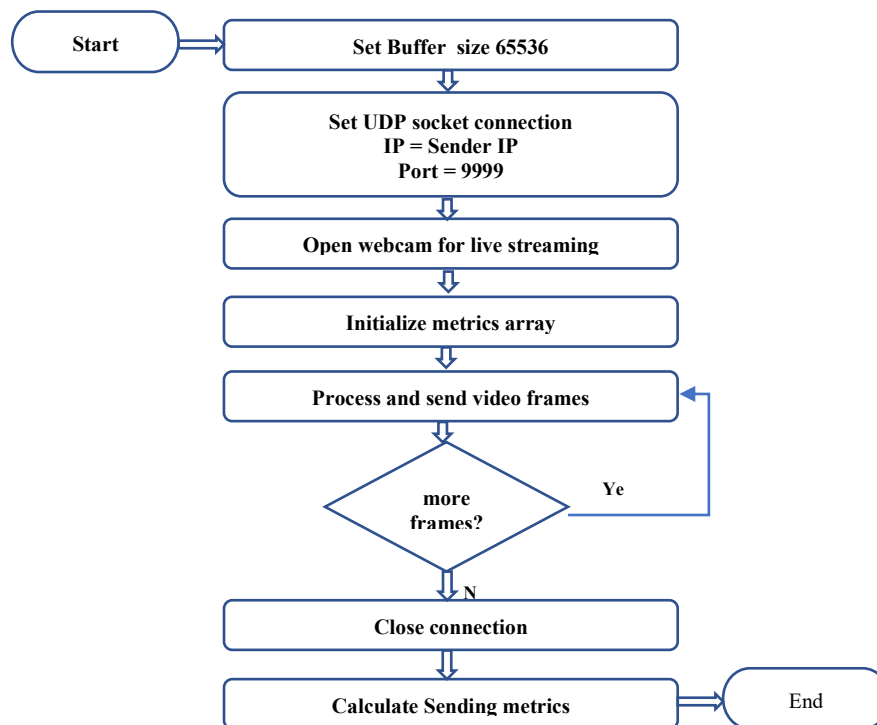 Start
Set Buffer size 65536
Set UDP socket connection
IP = Sender IP
Port = 9999
Open webcam for live streaming
Initialize metrics array
Process and send video frames
more
frames?
Ye
N
Close connection
Calculate Sending metrics
End